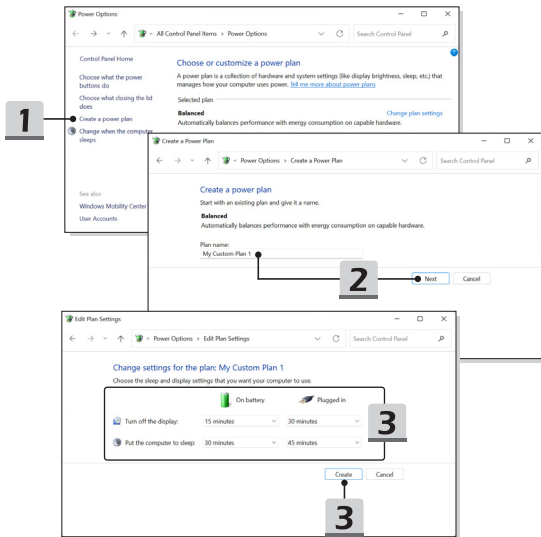 Power Options
All Control Panel Items > Power Options
Search Control Panel
Control Panel Home
Choose what the power
buttons do
Choose what closing the lid
does
Create a power plan
Change when the computer
sleeps
See also
Windows Mobility Center
User Accounts
Choose or customize a power plan
A power plan is a collection of hardware and system settings (like display brightness, sleep, etc.) that
manages how your computer uses power. Tell me more about power plans
Selected plan
Balanced
Change plan settings
Automatically balances performance with energy consumption on capable hardware.
1
Create a Power Plan
Power Options > Create a Power Plan
Search Control Panel
Create a power plan
Start with an existing plan and give it a name.
Balanced
Automatically balances performance with energy consumption on capable hardware.
Plan name:
My Custom Plan 1
2
Next
Cancel
Edit Plan Settings
Power Options > Edit Plan Settings
Search Control Panel
Change settings for the plan: My Custom Plan 1
Choose the sleep and display settings that you want your computer to use.
On battery
Plugged in
Turn off the display:
15 minutes
30 minutes
Put the computer to sleep:
30 minutes
45 minutes
3
Create
Cancel
3